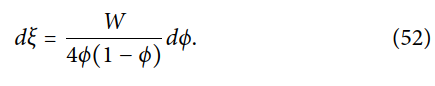 dξ = W / 4ϕ(1 − ϕ) dϕ. (52)